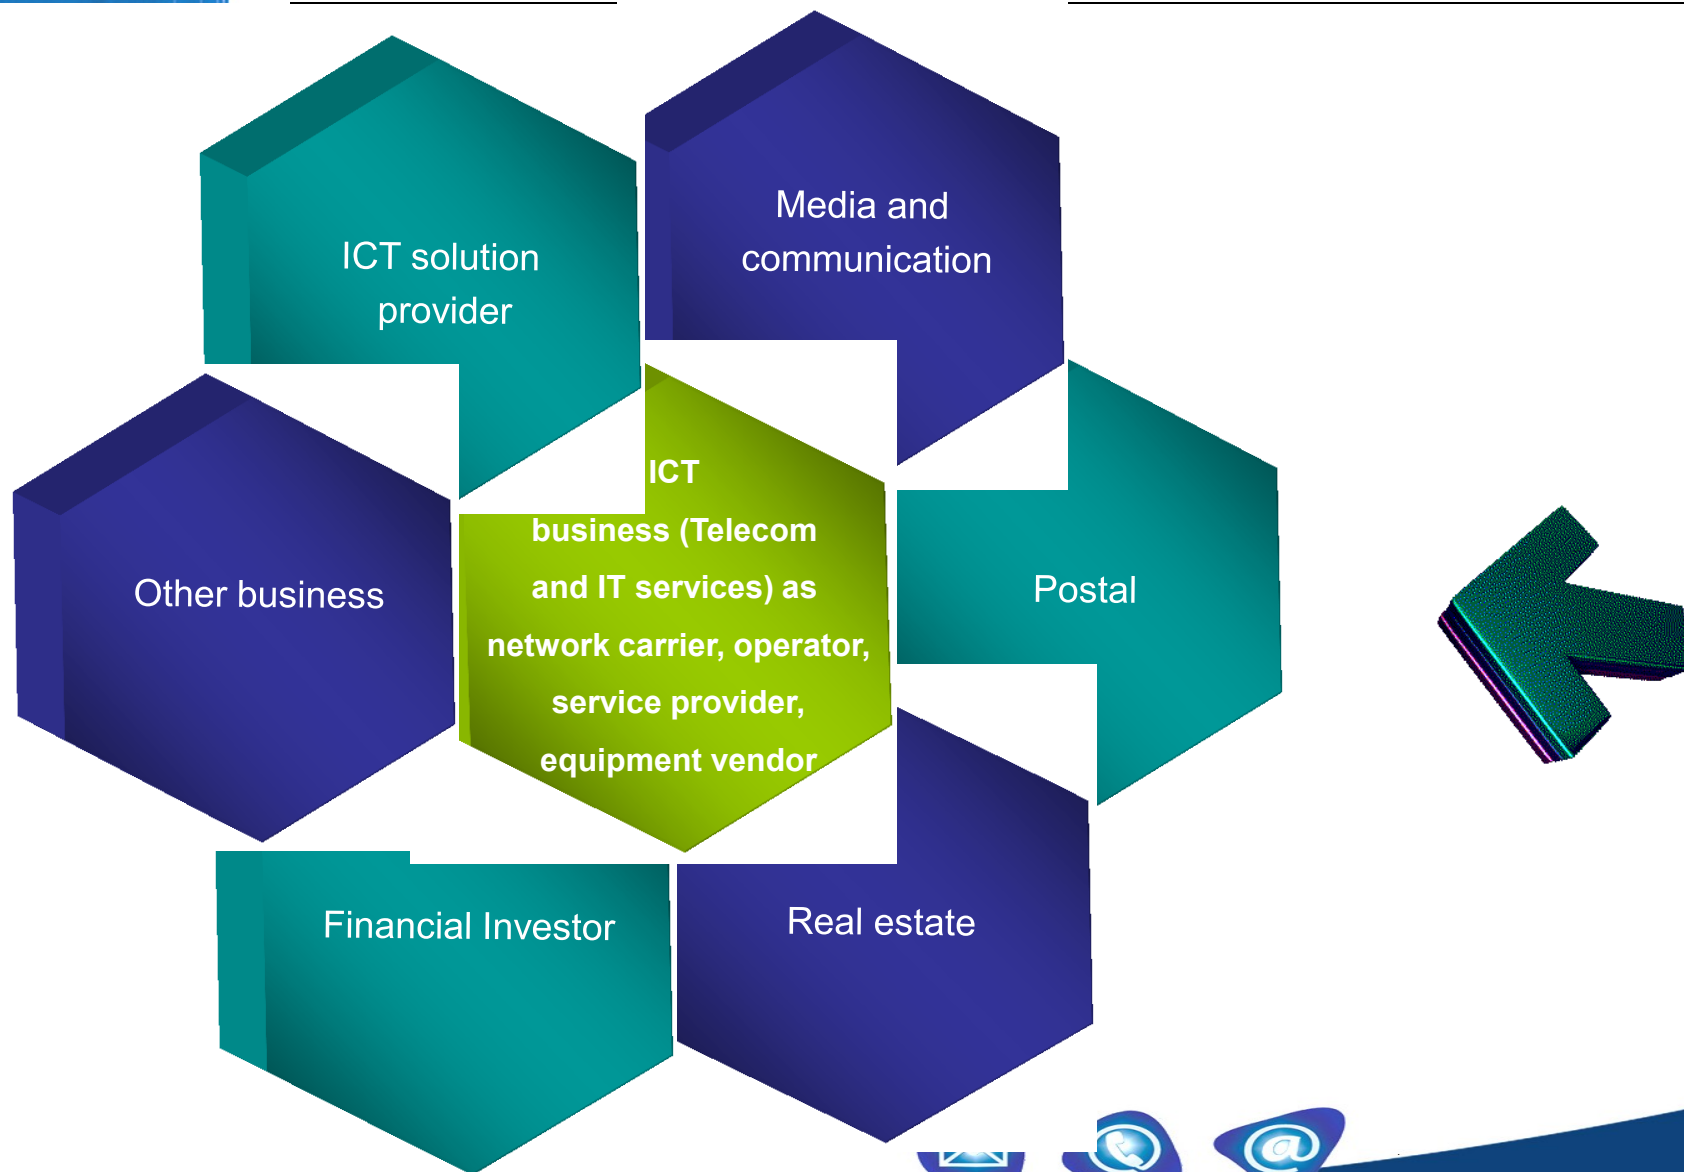 Media and
communication
ICT solution
provider
ICT
business (Telecom
and IT services) as
network carrier, operator,
service provider,
equipment vendor
Other business
Postal
Financial Investor
Real estate
@